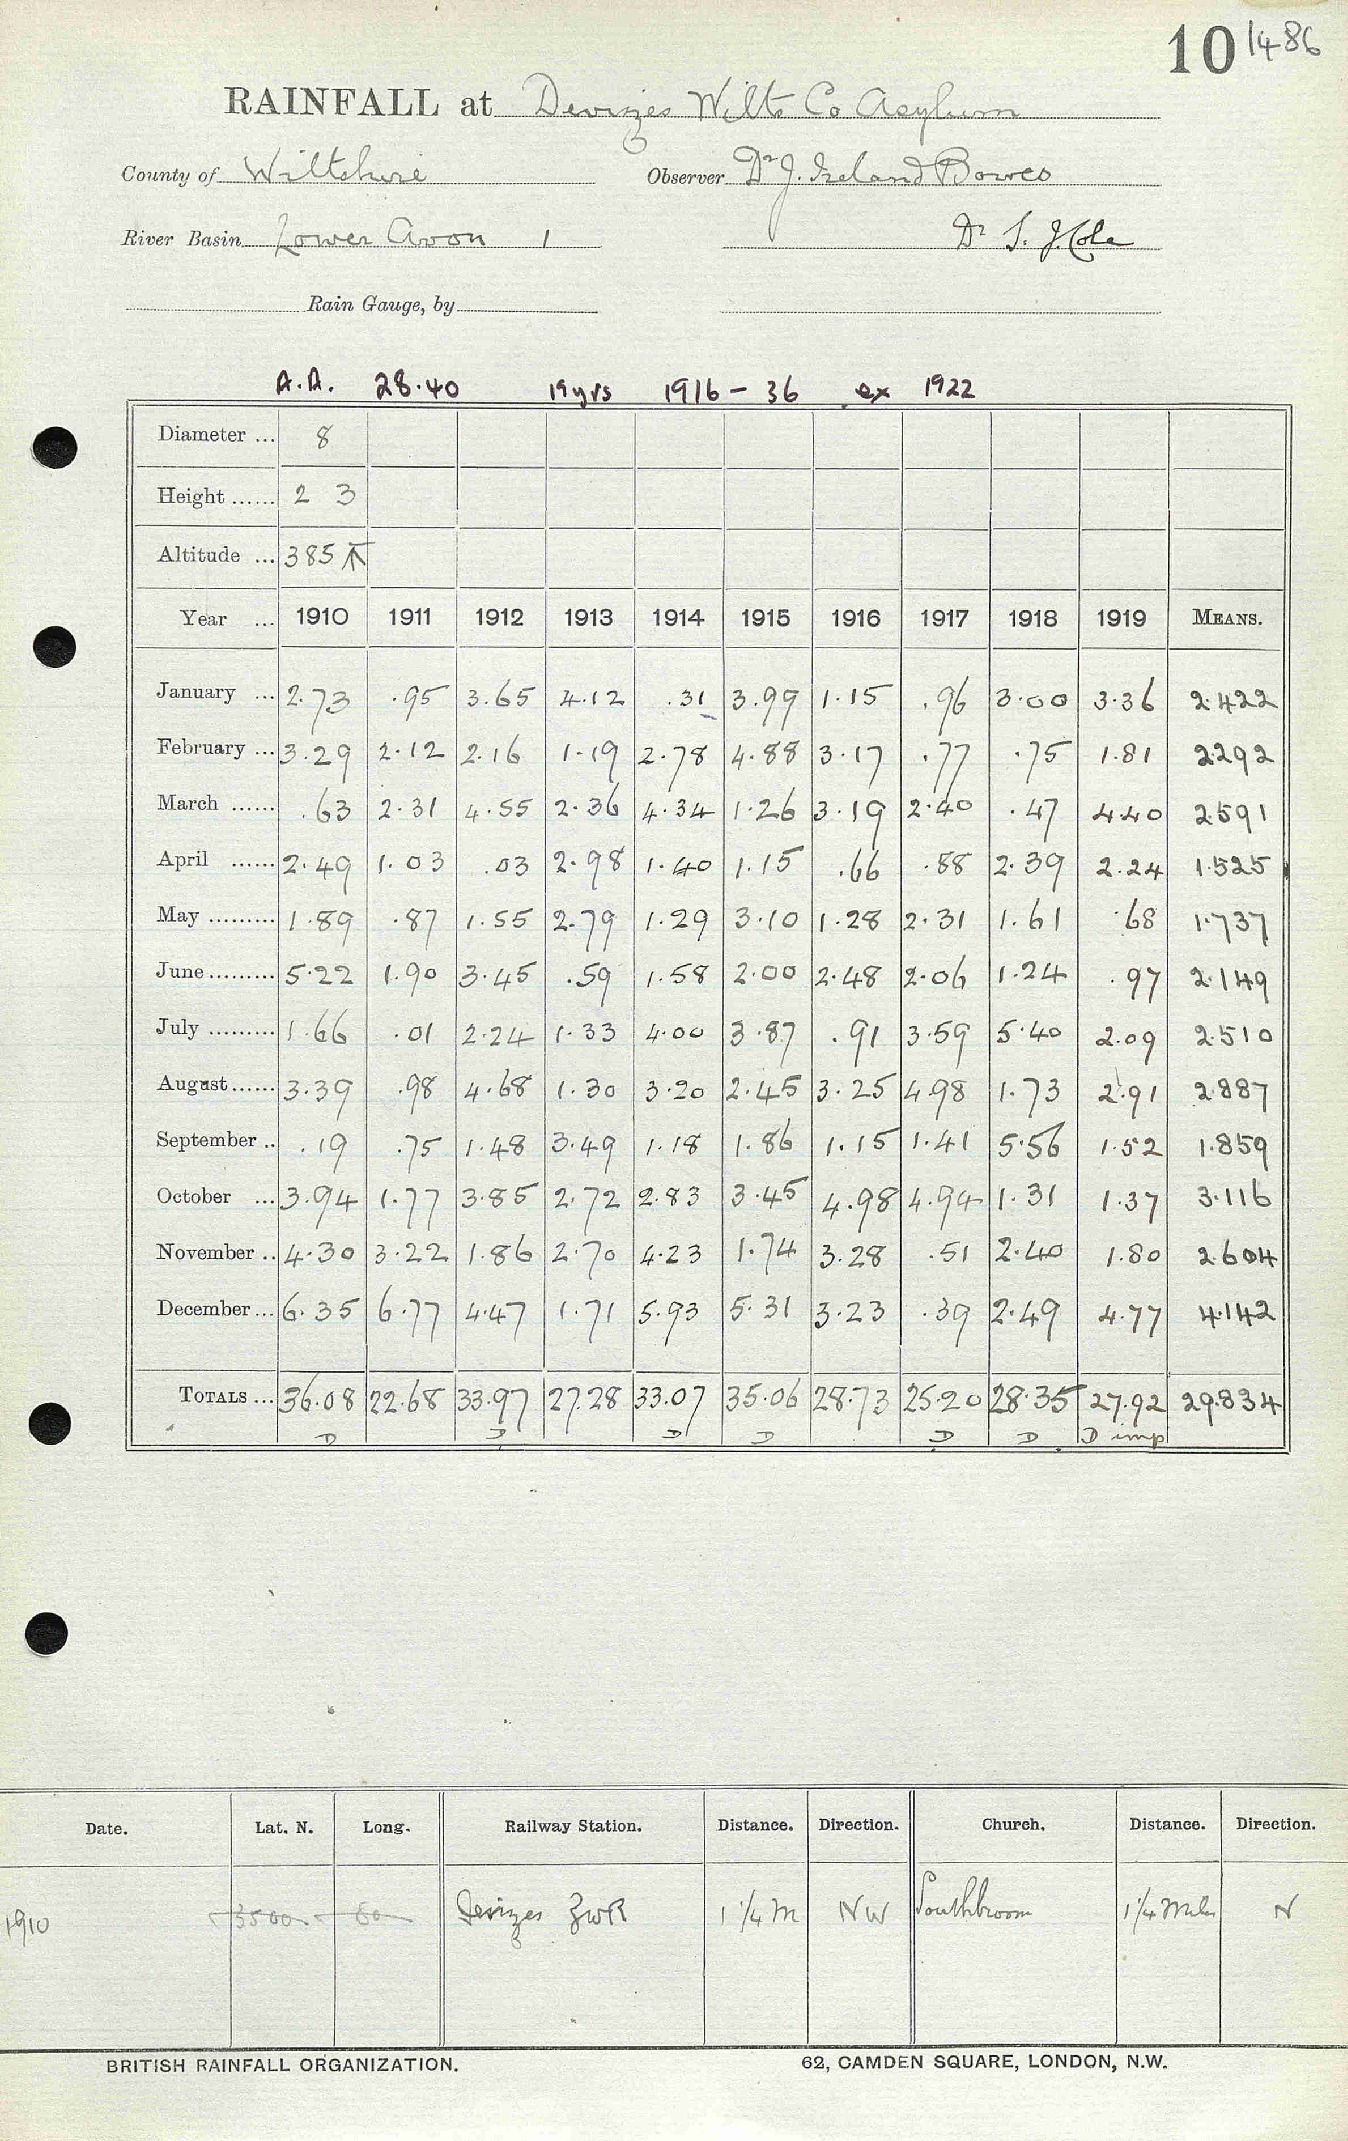 10 1486
RAINFALL at Devizes Wilts Co Asylum
County of Wiltshire Observer Dr J. Ireland Bowes
River Basin Lower Avon 1 Dr S. J. Cole
Rain Gauge, by
A.A. 28.40 19yrs 1916 - 36 ex 1922
Diameter ... 8
Height ...... 2 3
Altitude ... 385
Year ... 1910 1911 1912 1913 1914 1915 1916 1917 1918 1919 MEANS.
January ... 2.73 .95 3.65 4.12 .31 3.99 1.15 .96 3.00 3.36 2.422
February ... 3.29 2.12 2.16 1.19 2.78 4.88 3.17 .77 .75 1.81 2.292
March ...... .63 2.31 4.55 2.36 4.34 1.26 3.19 2.40 .47 4.40 2.591
April ...... 2.49 1.03 .03 2.98 1.40 1.15 .66 .88 2.39 2.24 1.525
May ......... 1.89 .87 1.55 2.79 1.29 3.10 1.28 2.31 1.61 .68 1.737
June ......... 5.22 1.90 3.45 .59 1.58 2.00 2.48 2.06 1.24 .97 2.149
July ......... 1.66 .01 2.24 1.33 4.00 3.87 .91 3.59 5.40 2.09 2.510
August ...... 3.39 .98 4.68 1.30 3.20 2.45 3.25 4.98 1.73 2.91 2.887
September .. .19 .75 1.48 3.49 1.18 1.86 1.15 1.41 5.56 1.52 1.859
October ... 3.94 1.77 3.85 2.72 2.83 3.45 4.98 4.94 1.31 1.37 3.116
November .. 4.30 3.22 1.86 2.70 4.23 1.74 3.28 .51 2.40 1.80 2.604
December ... 6.35 6.77 4.47 1.71 5.93 5.31 3.23 .39 2.49 4.77 4.142
TOTALS ... 36.08 22.68 33.97 27.28 33.07 35.06 28.73 25.20 28.35 27.92 29.834
D D D D D D D imp
Date. Lat. N. Long. Railway Station. Distance. Direction. Church. Distance. Direction.
1910 3500 60 Devizes GWR 1 1/4 M NW Southbroom 1 1/4 Miles N
BRITISH RAINFALL ORGANIZATION. 62, CAMDEN SQUARE, LONDON, N.W.